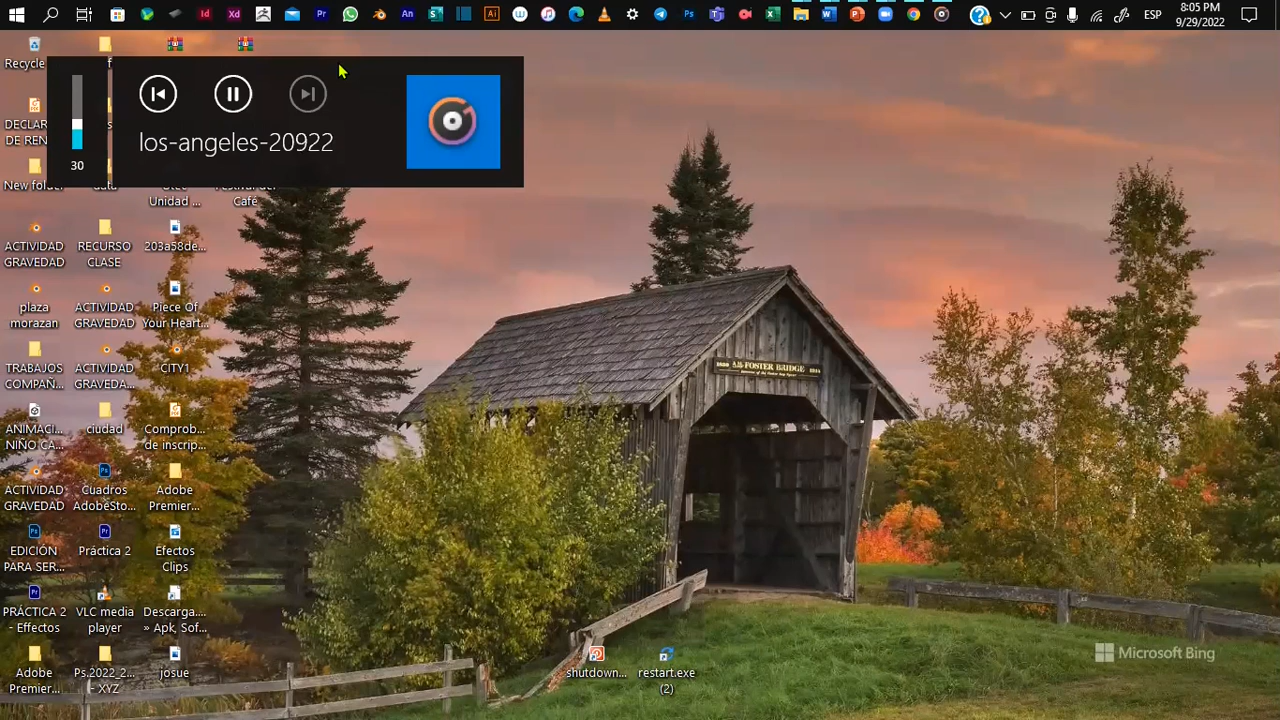 ESP
8:05 PM
9/29/2022
Recycle
los-angeles-20922
30
DECLAR
DE REN
New folder
Unidad ...
Café
ACTIVIDAD
GRAVEDAD
RECURSO
CLASE
203a58de...
plaza
morazan
ACTIVIDAD
GRAVEDAD
Piece Of
Your Heart...
TRABAJOS
COMPAÑ...
ACTIVIDAD
GRAVEDA...
CITY1
ANIMACI...
NIÑO CA...
ciudad
Comprob...
de inscrip...
ACTIVIDAD
GRAVEDAD
Cuadros
AdobeSto...
Adobe
Premier...
EDICIÓN
PARA SER...
Práctica 2
Efectos
Clips
PRÁCTICA 2
- Efectos
VLC media
player
Descarga....
» Apk, Sof...
Adobe
Premier...
Ps.2022_2...
- XYZ
josue
shutdown...
restart.exe
(2)
FOSTER BRIDGE
Microsoft Bing